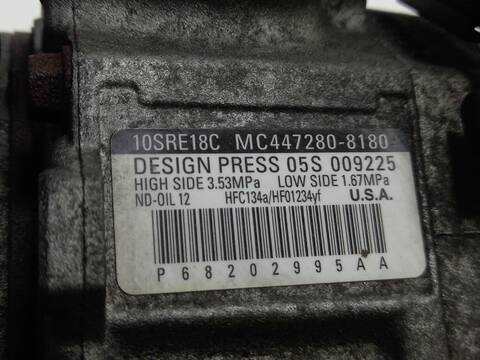 10SRE18C MC447280-8180
DESIGN PRESS 05S 009225
HIGH SIDE 3.53MPa LOW SIDE 1.67MPa
ND-OIL 12 HFC134a/HFO1234yf U.S.A.
P68202995AA